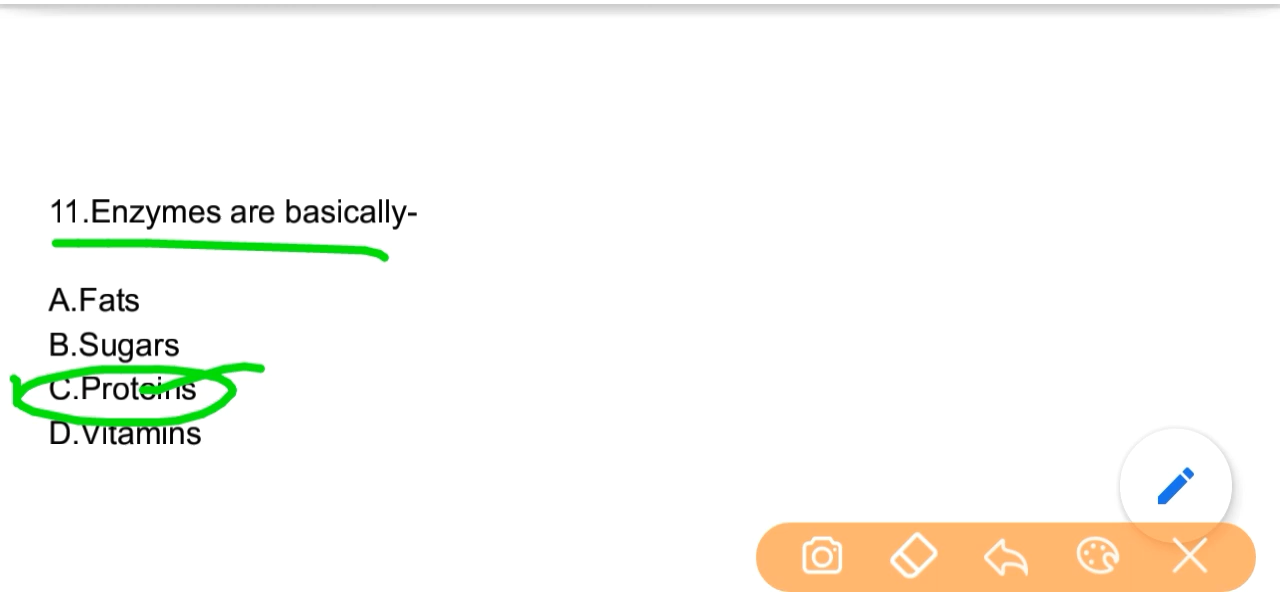 11.Enzymes are basically-
A.Fats
B.Sugars
C.Proteins
D.Vitamins